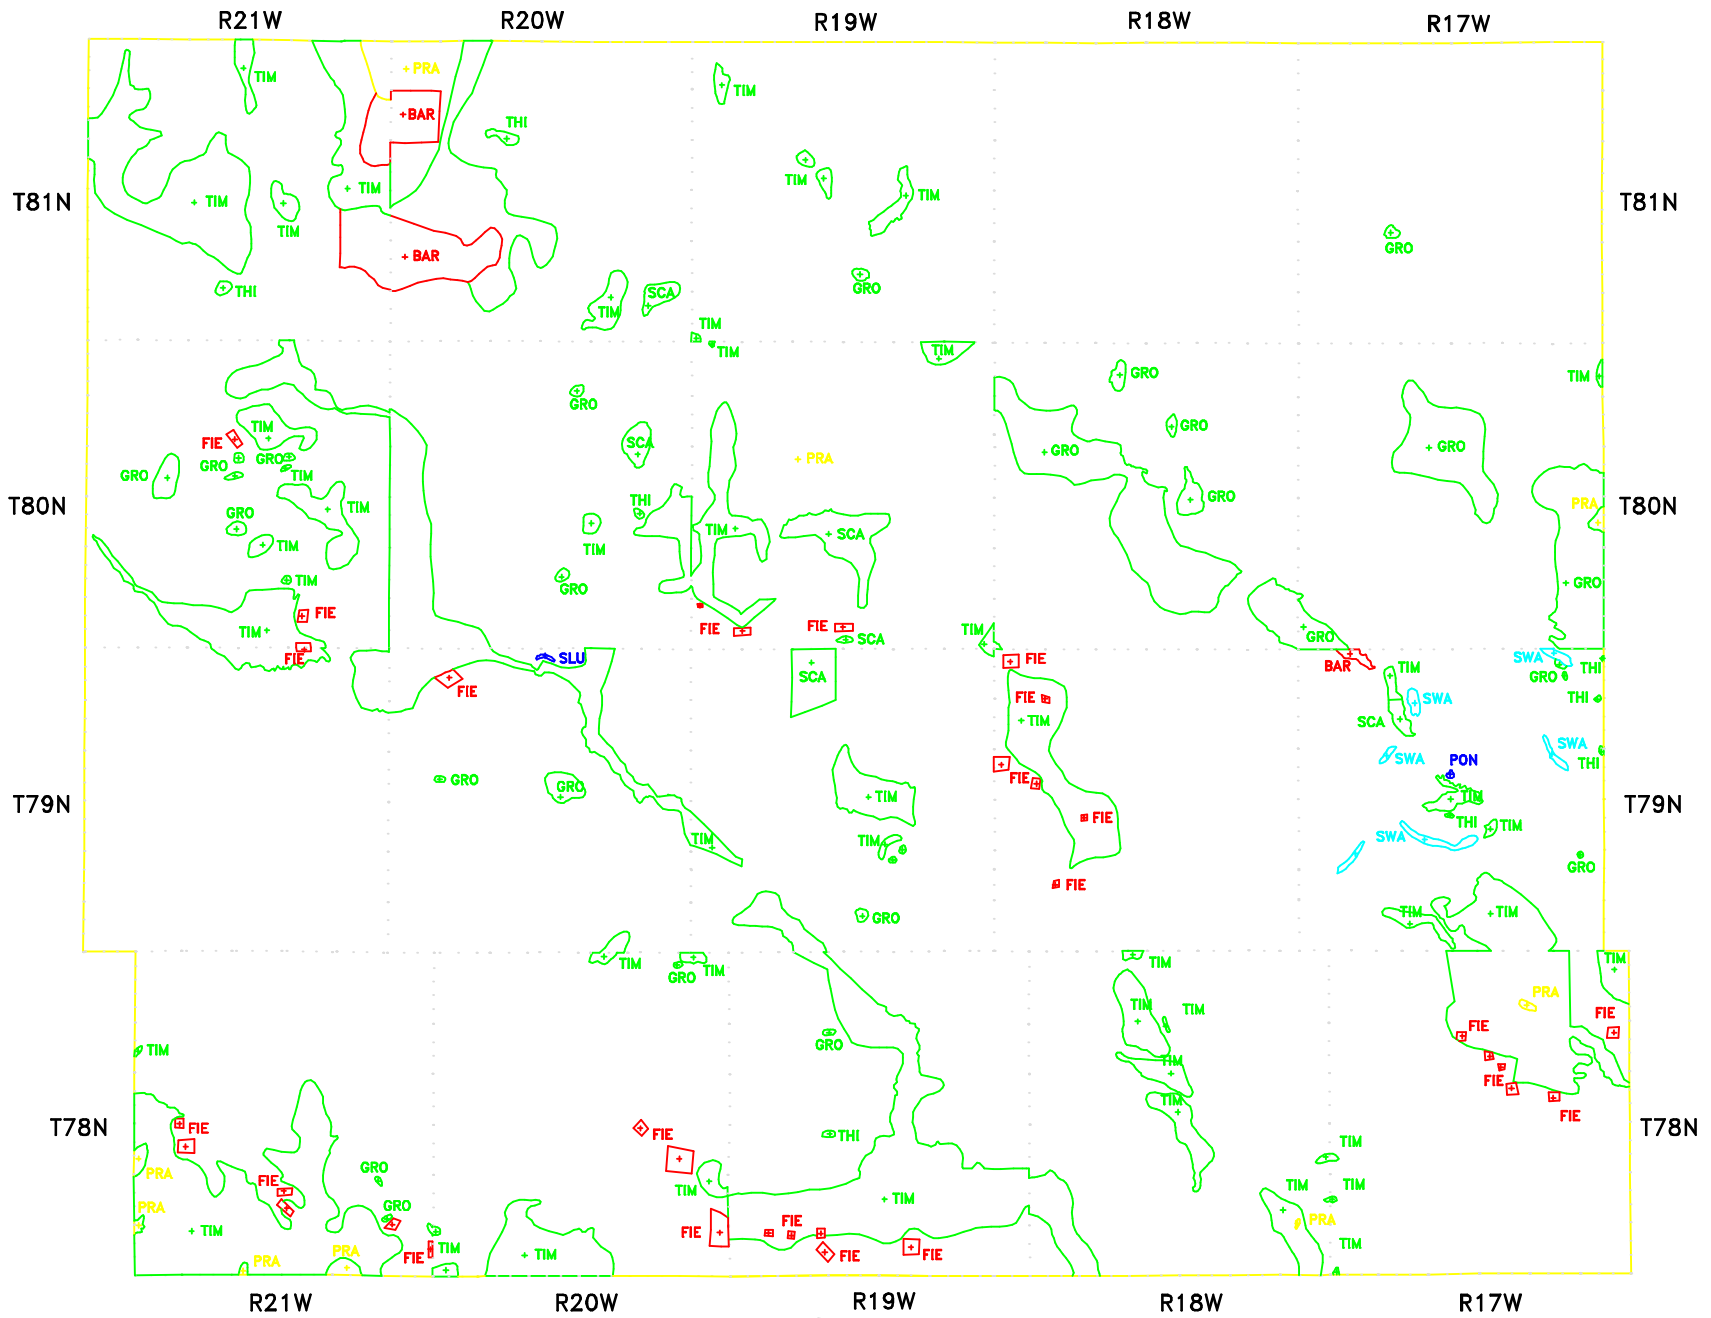 R21W R20W R19W R18W R17W
TIM PRA
TIM
BAR
THI
TIM TIM
TIM TIM T81N T81N
TIM
GRO
BAR
THI GRO
SCA
TIM
TIM
TIM TIM
GRO TIM
GRO
TIM GRO
FIE SCA GRO GRO
GRO GRO PRA
GRO TIM
GRO
THI
T80N TIM PRA T80N
GRO TIM SCA
TIM TIM
TIM GRO GRO
FIE
TIM FIE FIE TIM
SCA GRO
FIE SLU FIE SWA
BAR TIM THI
SCA GRO
FIE FIE SWA THI
TIM SCA
SWA
SWA PON THI
GRO GRO FIE
T79N TIM TIM T79N
FIE THI TIM
TIM TIM SWA
GRO
FIE
GRO TIM TIM
TIM TIM TIM TIM
GRO
PRA
TIM TIM FIE
FIE
GRO
TIM TIM
FIE
TIM FIE
T78N FIE FIE THI T78N
TIM
GRO
PRA
FIE TIM TIM TIM
PRA GRO TIM
TIM FIE FIE PRA
PRA TIM TIM FIE FIE TIM
PRA FIE
R21W R20W R19W R18W R17W